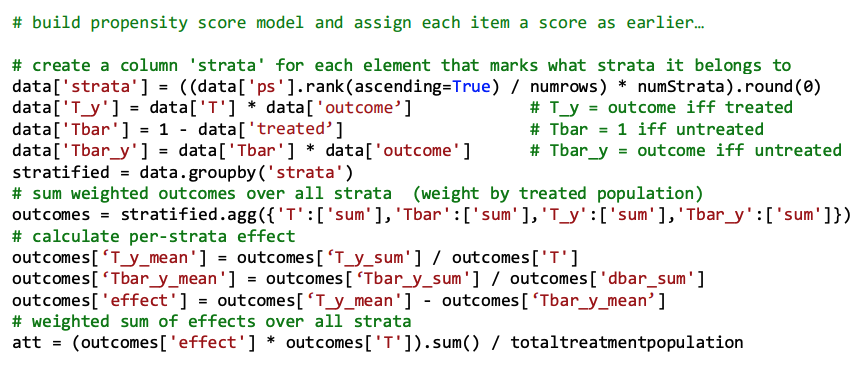 # build propensity score model and assign each item a score as earlier…
# create a column 'strata' for each element that marks what strata it belongs to
data['strata'] = ((data['ps'].rank(ascending=True) / numrows) * numStrata).round(0)
data['T_y'] = data['T'] * data['outcome’] # T_y = outcome iff treated
data['Tbar'] = 1 - data['treated’] # Tbar = 1 iff untreated
data['Tbar_y'] = data['Tbar'] * data['outcome'] # Tbar_y = outcome iff untreated
stratified = data.groupby('strata')
# sum weighted outcomes over all strata (weight by treated population)
outcomes = stratified.agg({'T':['sum'],'Tbar':['sum'],'T_y':['sum'],'Tbar_y':['sum']})
# calculate per-strata effect
outcomes[‘T_y_mean'] = outcomes[‘T_y_sum'] / outcomes['T']
outcomes[‘Tbar_y_mean'] = outcomes[‘Tbar_y_sum'] / outcomes['dbar_sum']
outcomes['effect'] = outcomes[‘T_y_mean'] - outcomes[‘Tbar_y_mean’]
# weighted sum of effects over all strata
att = (outcomes['effect'] * outcomes['T']).sum() / totaltreatmentpopulation